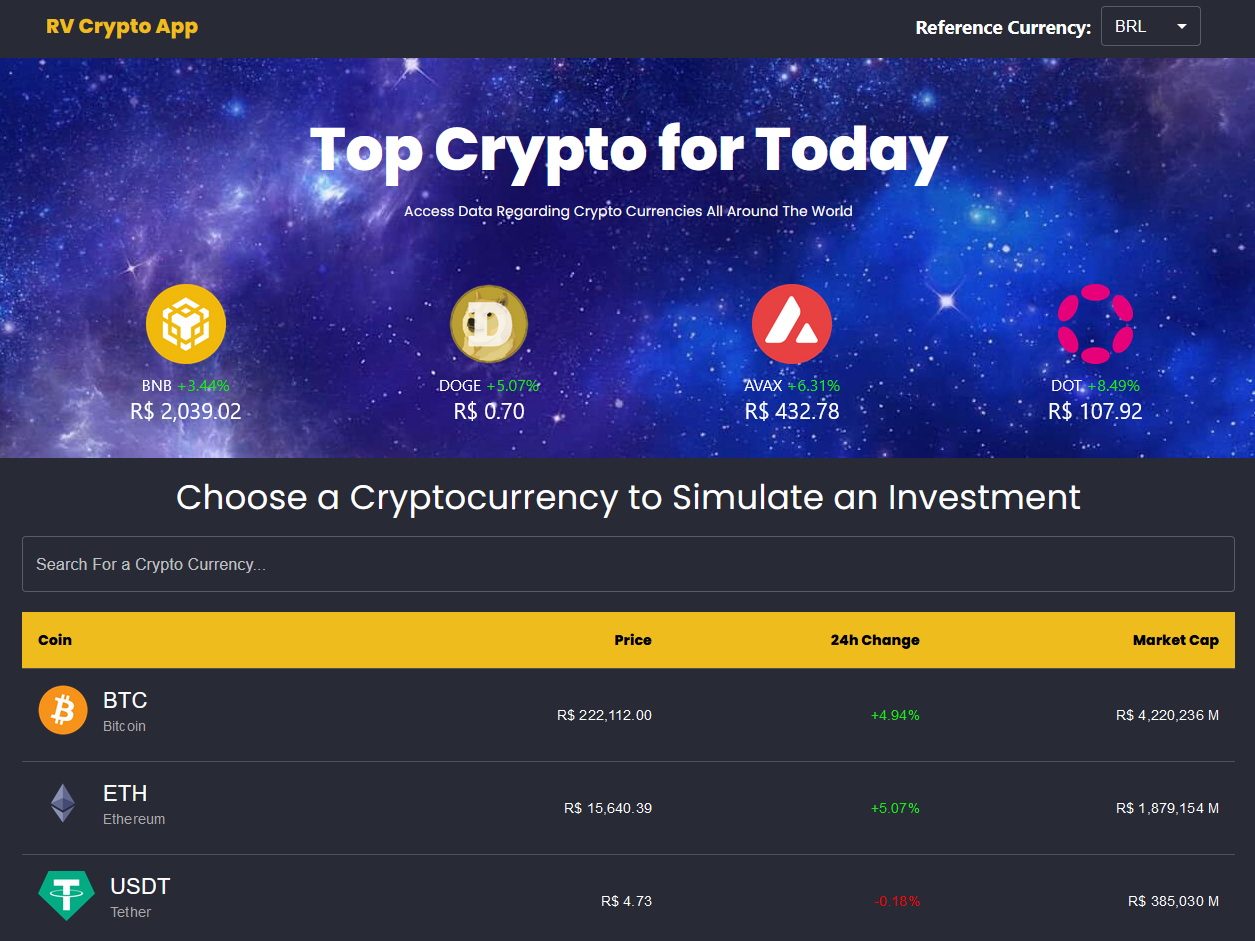 RV Crypto App
Reference Currency: BRL
Top Crypto for Today
Access Data Regarding Crypto Currencies All Around The World
BNB +3.44%
R$ 2,039.02
DOGE +5.07%
R$ 0.70
AVAX +6.31%
R$ 432.78
DOT +8.49%
R$ 107.92
Choose a Cryptocurrency to Simulate an Investment
Search For a Crypto Currency...
Coin Price 24h Change Market Cap
BTC
Bitcoin
R$ 222,112.00 +4.94% R$ 4,220,236 M
ETH
Ethereum
R$ 15,640.39 +5.07% R$ 1,879,154 M
USDT
Tether
R$ 4.73 -0.18% R$ 385,030 M